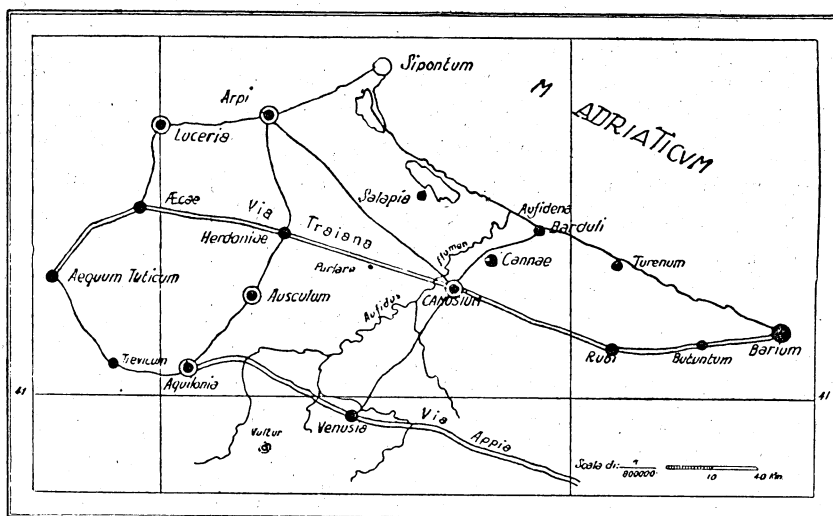 Sipontum
M ADRIATICVM
Arpi
Luceria
Salapia
Æcae
Via Traiana
Aufidena
Barduli
Herdoniae
Flumen
Cannae
Turenum
Aequum Tuticum
Ausculum
CANUSIUM
Aufidus
Trevicum
Aquilonia
Rubi
Butuntum
Barium
41
41
Vultur
Venusia
Via Appia
Scala di: 1/800000
10 40 Km.